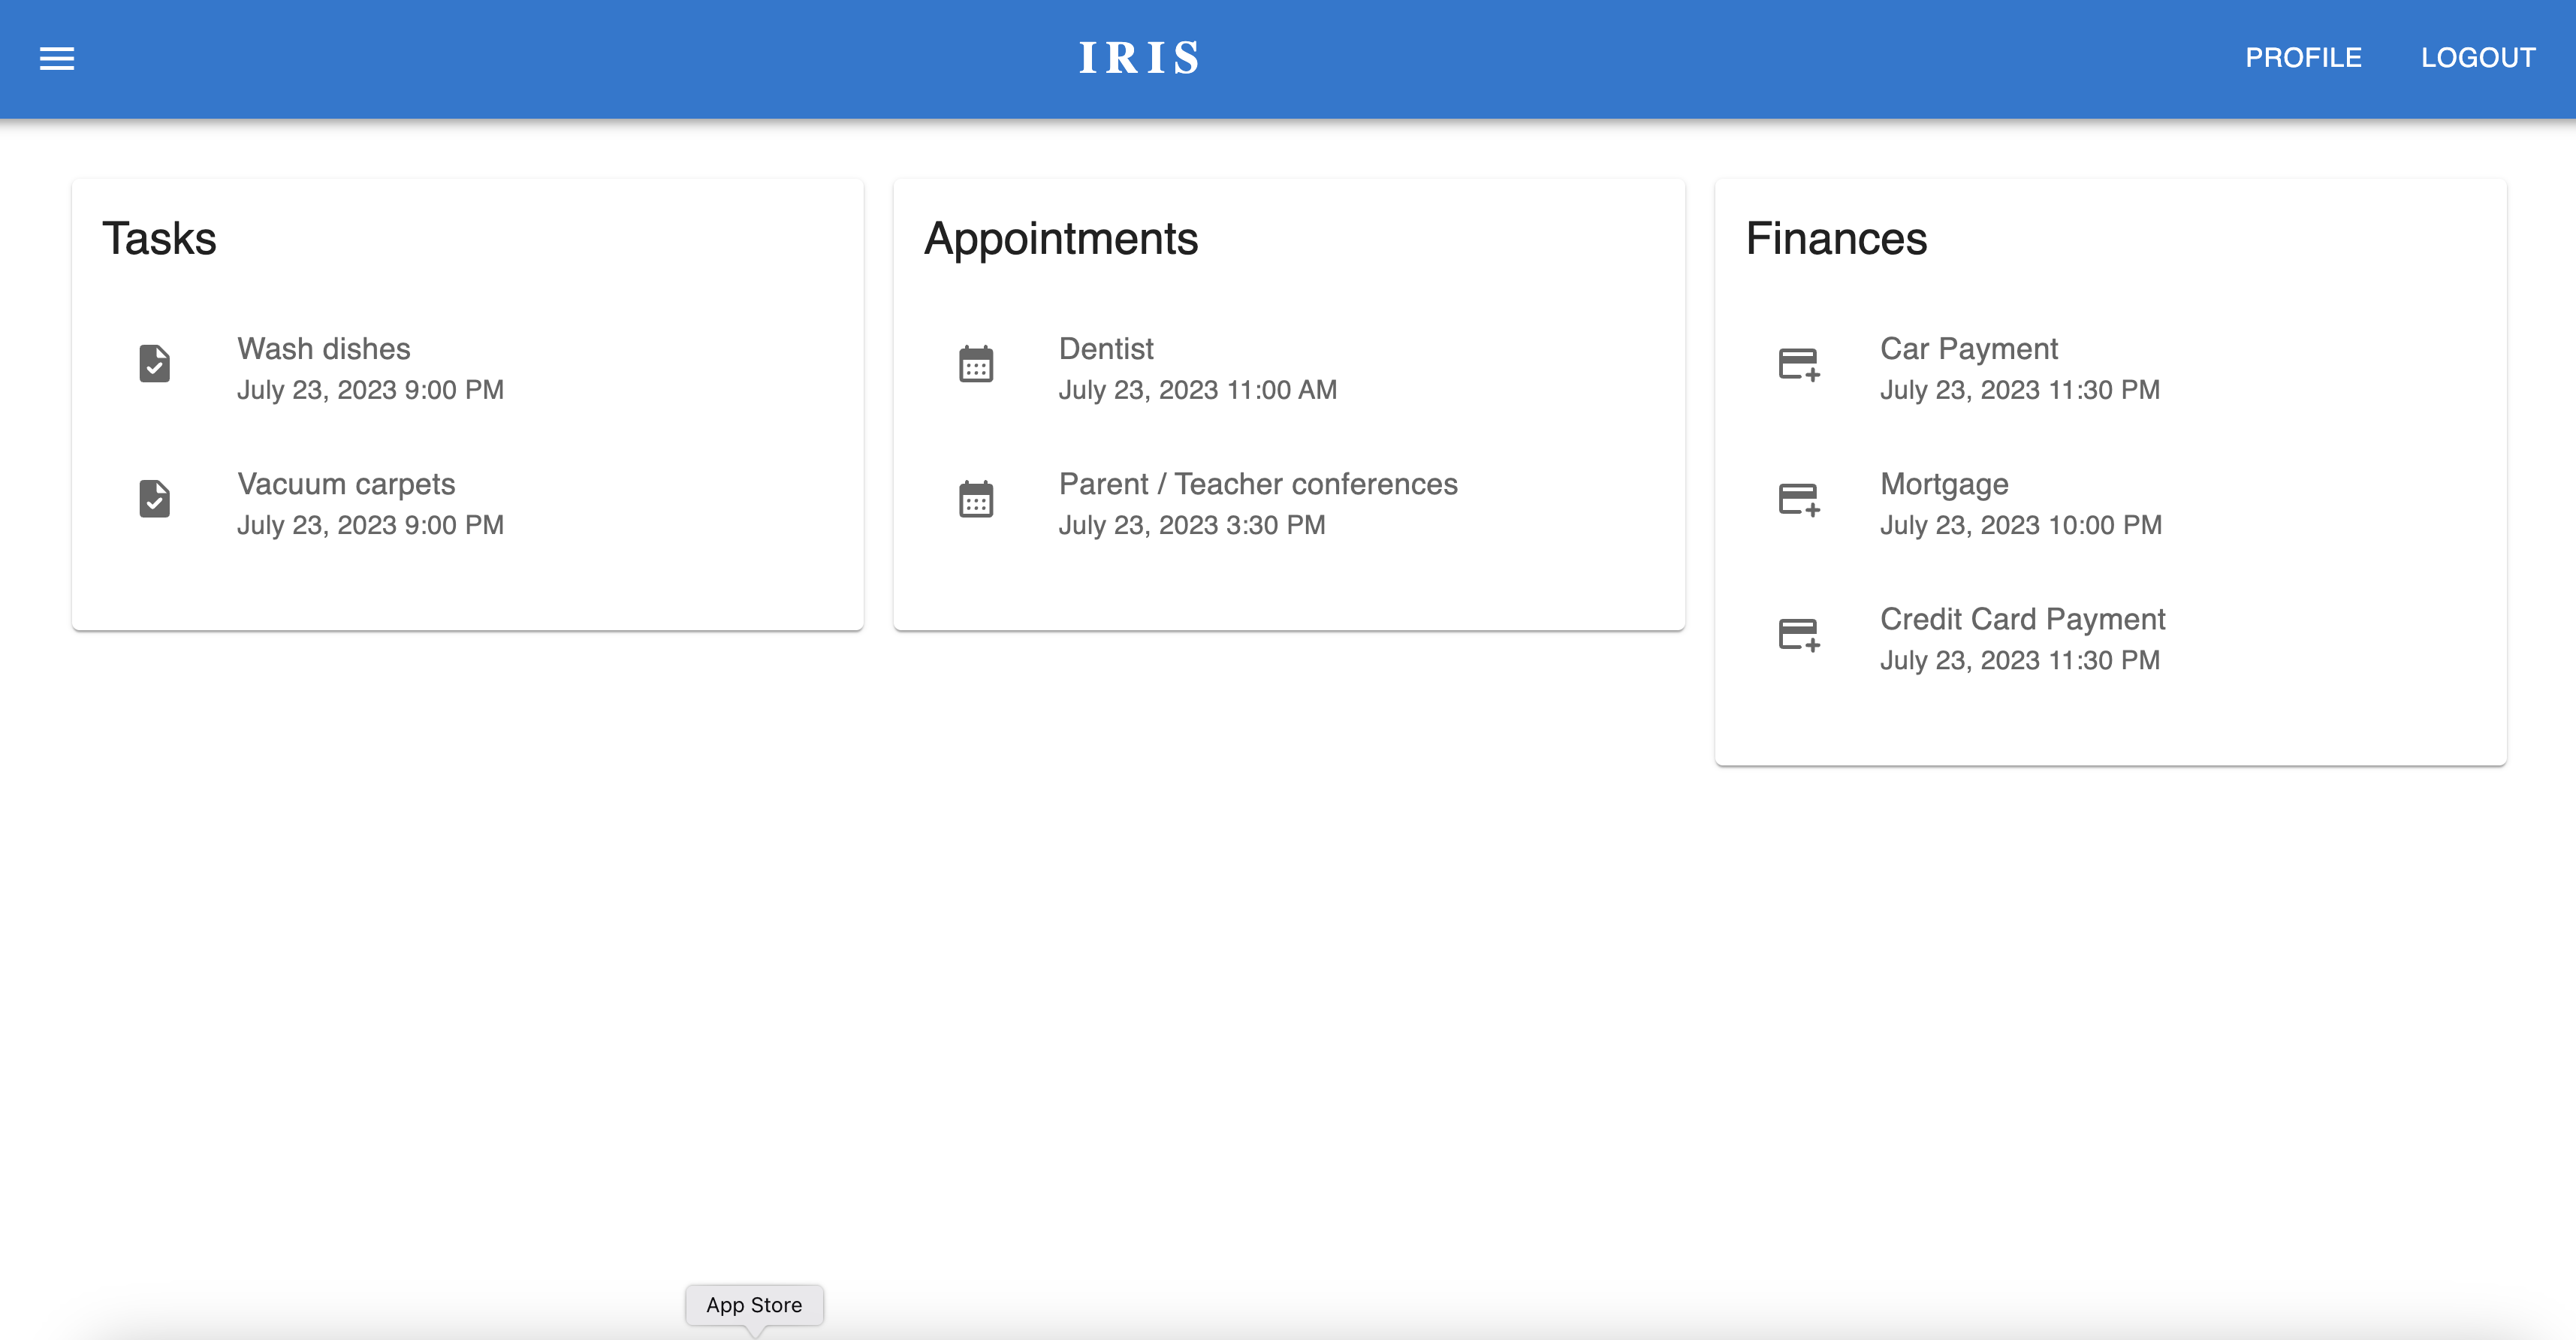 IRIS
PROFILE
LOGOUT
Tasks
Wash dishes
July 23, 2023 9:00 PM
Vacuum carpets
July 23, 2023 9:00 PM
Appointments
Dentist
July 23, 2023 11:00 AM
Parent / Teacher conferences
July 23, 2023 3:30 PM
Finances
Car Payment
July 23, 2023 11:30 PM
Mortgage
July 23, 2023 10:00 PM
Credit Card Payment
July 23, 2023 11:30 PM
App Store